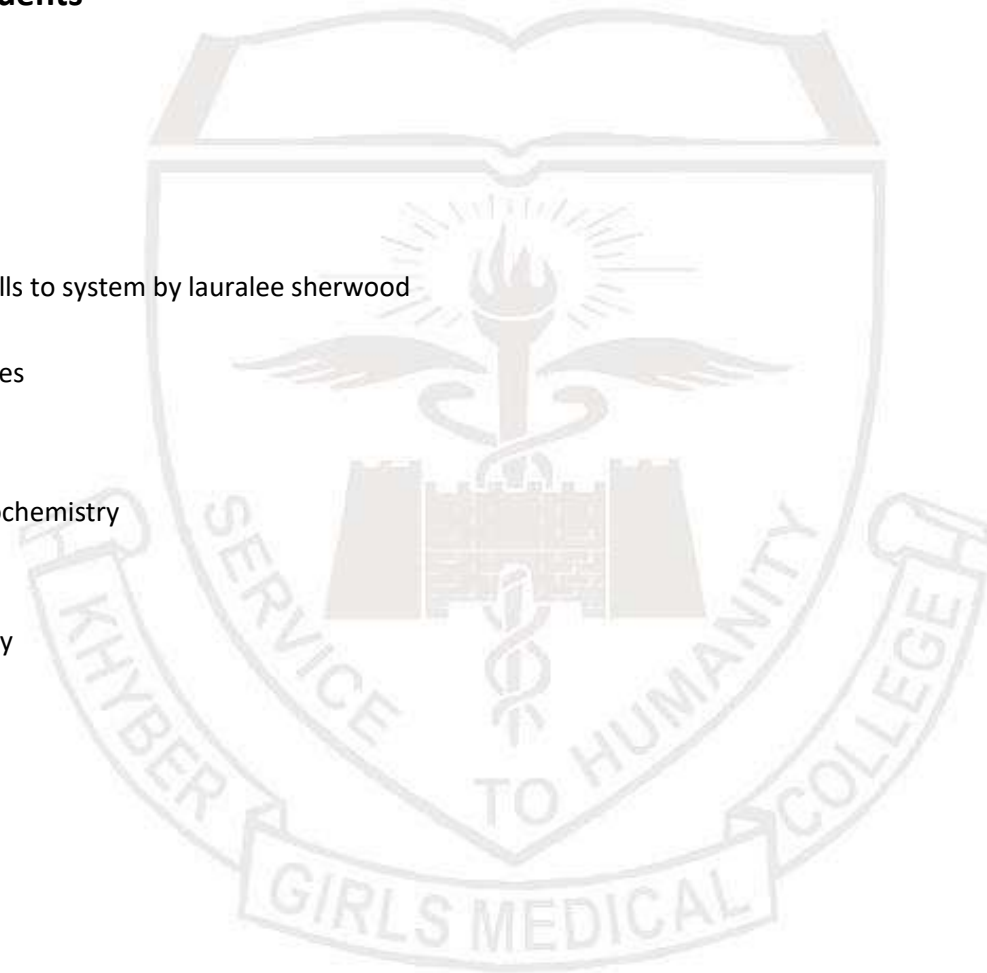 dents
lls to system by lauralee sherwood
es
ochemistry
y
SERVICE TO HUMANITY
KHYBER GIRLS MEDICAL COLLEGE